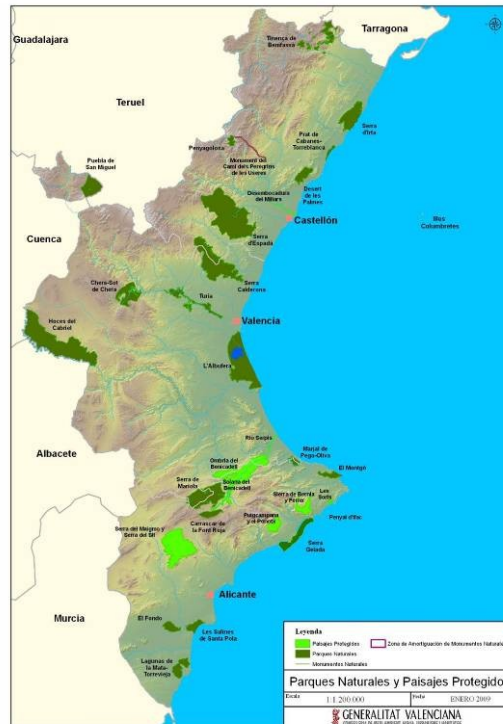 Guadalajara
Tarragona
Tinença de
Benifassà
Teruel
Serra
d'Irta
Prat de
Cabanes-
Torreblanca
Penyagolosa
Monument del
Camí dels Peregrins
de les Useres
Puebla de
San Miguel
Desembocadura
del Millars
Desert
de les
Palmes
Castellón
Illes
Columbretes
Cuenca
Serra
d'Espadà
Chera-Sot
de Chera
Serra
Calderona
Turia
Hoces del
Cabriel
Valencia
L'Albufera
Albacete
Riu Serpis
Marjal de
Pego-Oliva
Ombria del
Benicadell
El Montgó
Serra de
Mariola
Solana del
Benicadell
Sierra de Bernia
y Ferrer
Penyal d'Ifac
Carrascar de
la Font Roja
Puigcampana
y el Ponotx
Serra del Maigmó y
Serra del Sit
Serra
Gelada
Alicante
Murcia
El Fondo
Les Salines
de Santa Pola
Lagunas de
la Mata-
Torrevieja
Leyenda
Paisajes Protegidos
Zona de Amortiguación de Monumentos Naturales
Parques Naturales
Monumentos Naturales
Parques Naturales y Paisajes Protegido
Escala
1:1.200.000
Fecha
ENERO 2009
GENERALITAT VALENCIANA